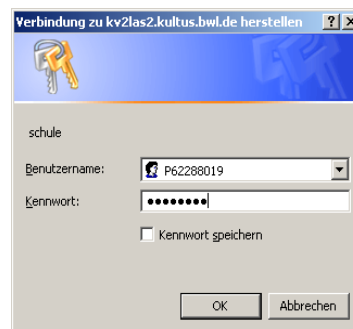 Verbindung zu kv2las2.kultus.bwl.de herstellen
schule
Benutzername: P62288019
Kennwort: ●●●●●●●●
Kennwort speichern
OK Abbrechen